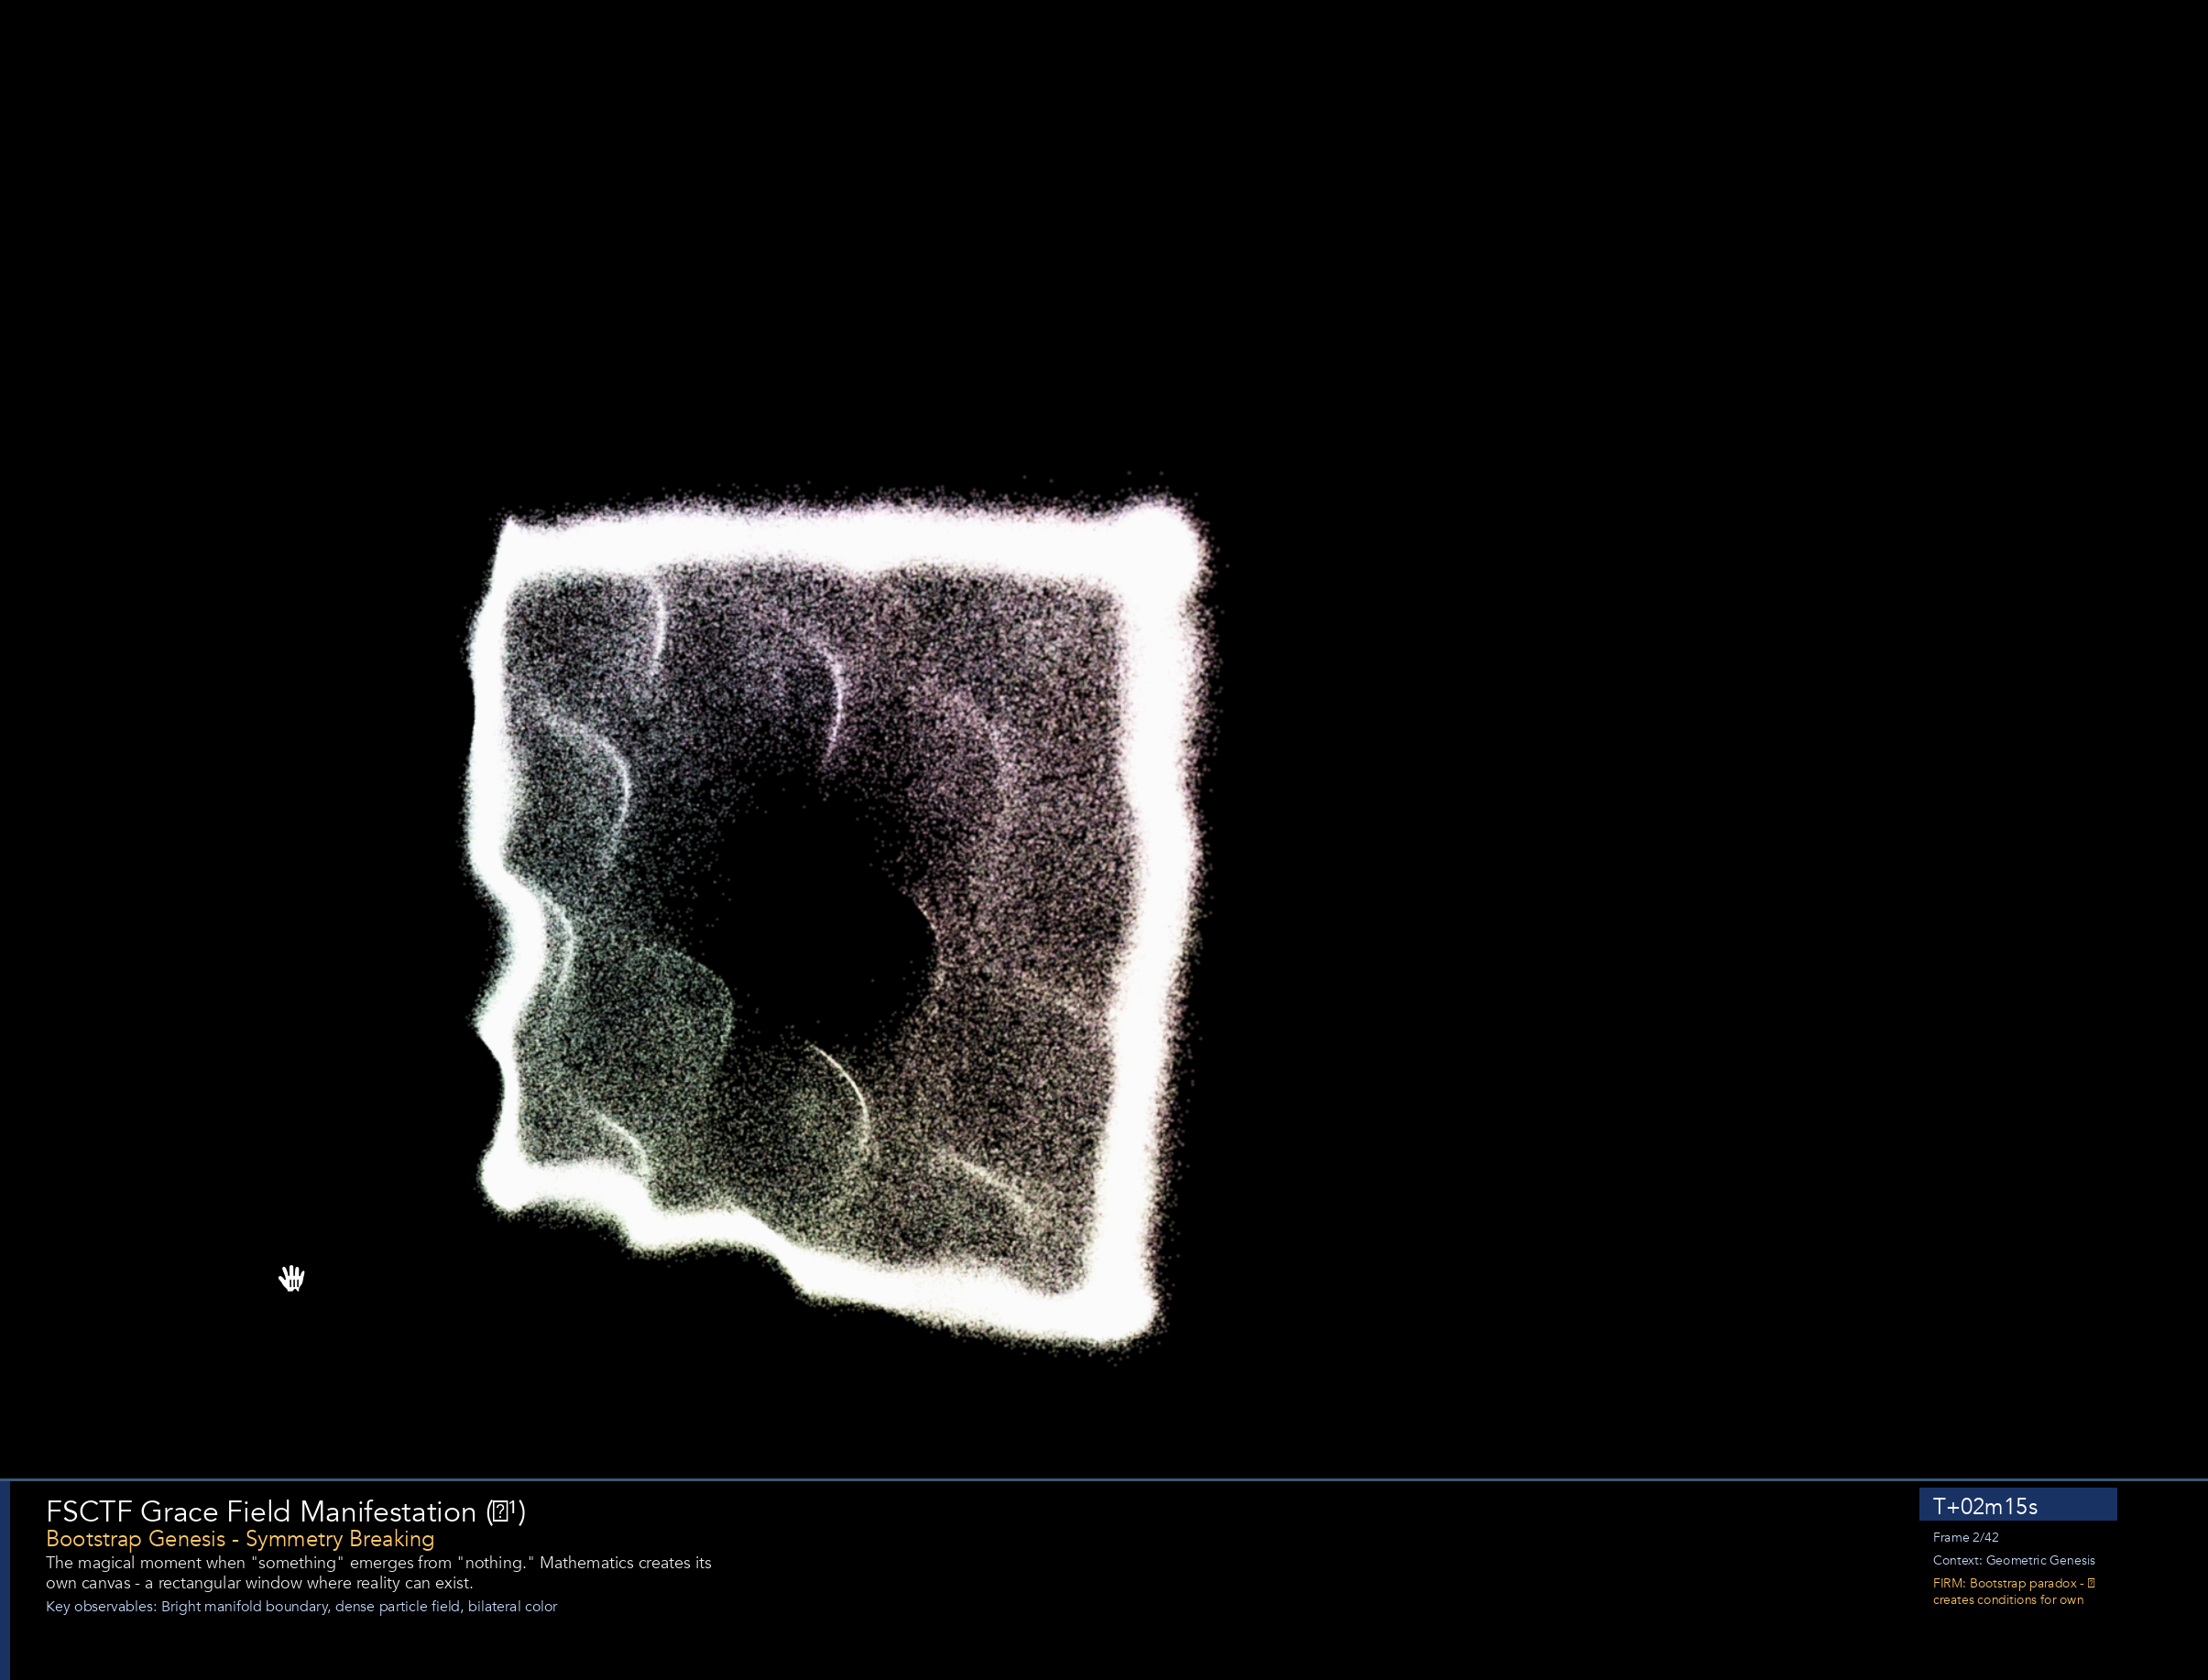 FSCTF Grace Field Manifestation (⍰¹)
Bootstrap Genesis - Symmetry Breaking
The magical moment when "something" emerges from "nothing." Mathematics creates its
own canvas - a rectangular window where reality can exist.
Key observables: Bright manifold boundary, dense particle field, bilateral color
T+02m15s
Frame 2/42
Context: Geometric Genesis
FIRM: Bootstrap paradox - ⍰
creates conditions for own